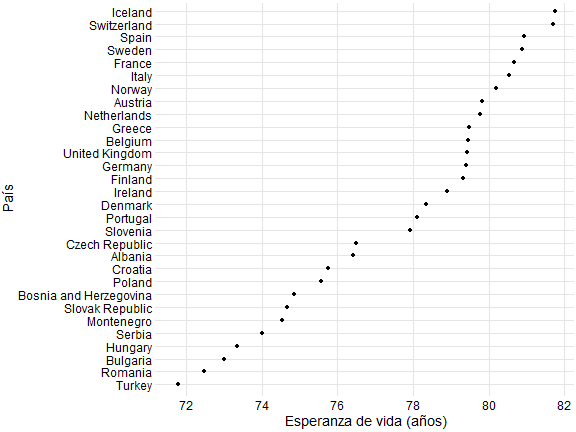 Iceland
Switzerland
Spain
Sweden
France
Italy
Norway
Austria
Netherlands
Greece
Belgium
United Kingdom
Germany
Finland
Ireland
Denmark
Portugal
Slovenia
Czech Republic
Albania
Croatia
Poland
Bosnia and Herzegovina
Slovak Republic
Montenegro
Serbia
Hungary
Bulgaria
Romania
Turkey
País
72 74 76 78 80 82
Esperanza de vida (años)